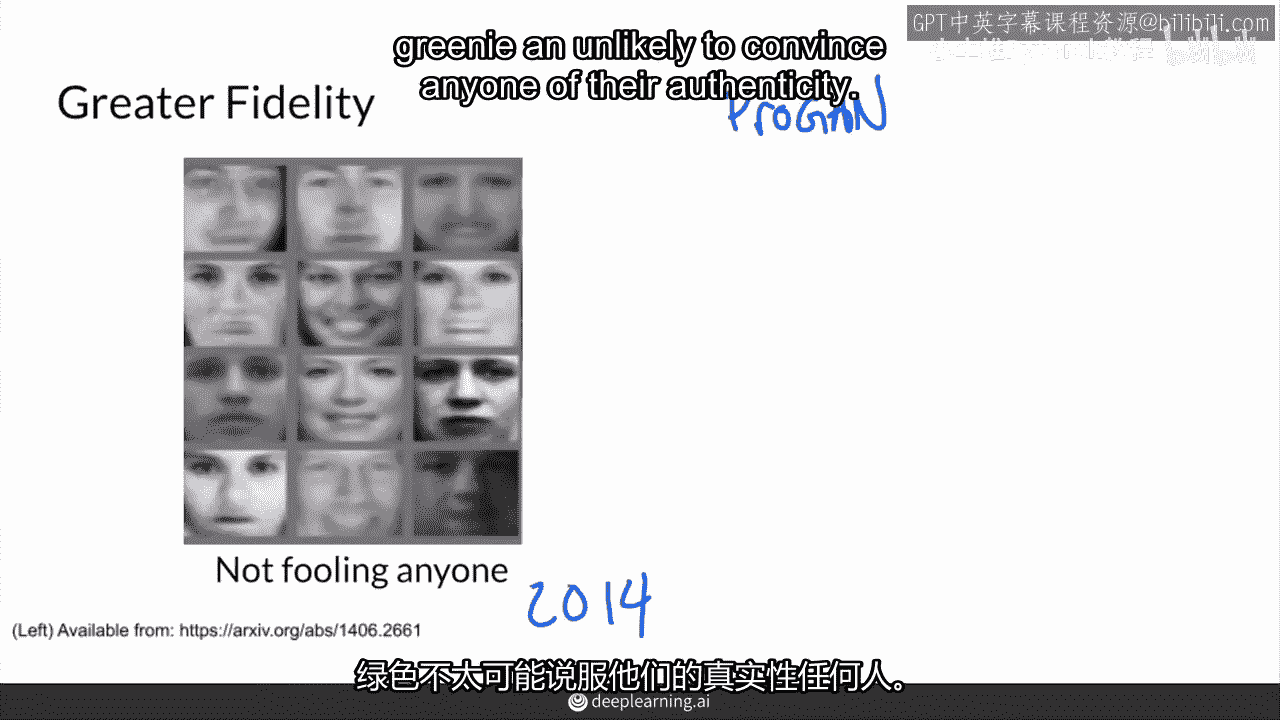 GPT中英字幕课程资源@bilibili.com
greenie an unlikely to convince
anyone of their authenticity.
Greater Fidelity
ProGAN
Not fooling anyone
2014
(Left) Available from: https://arxiv.org/abs/1406.2661
绿色不太可能说服他们的真实性任何人。
deeplearning.ai